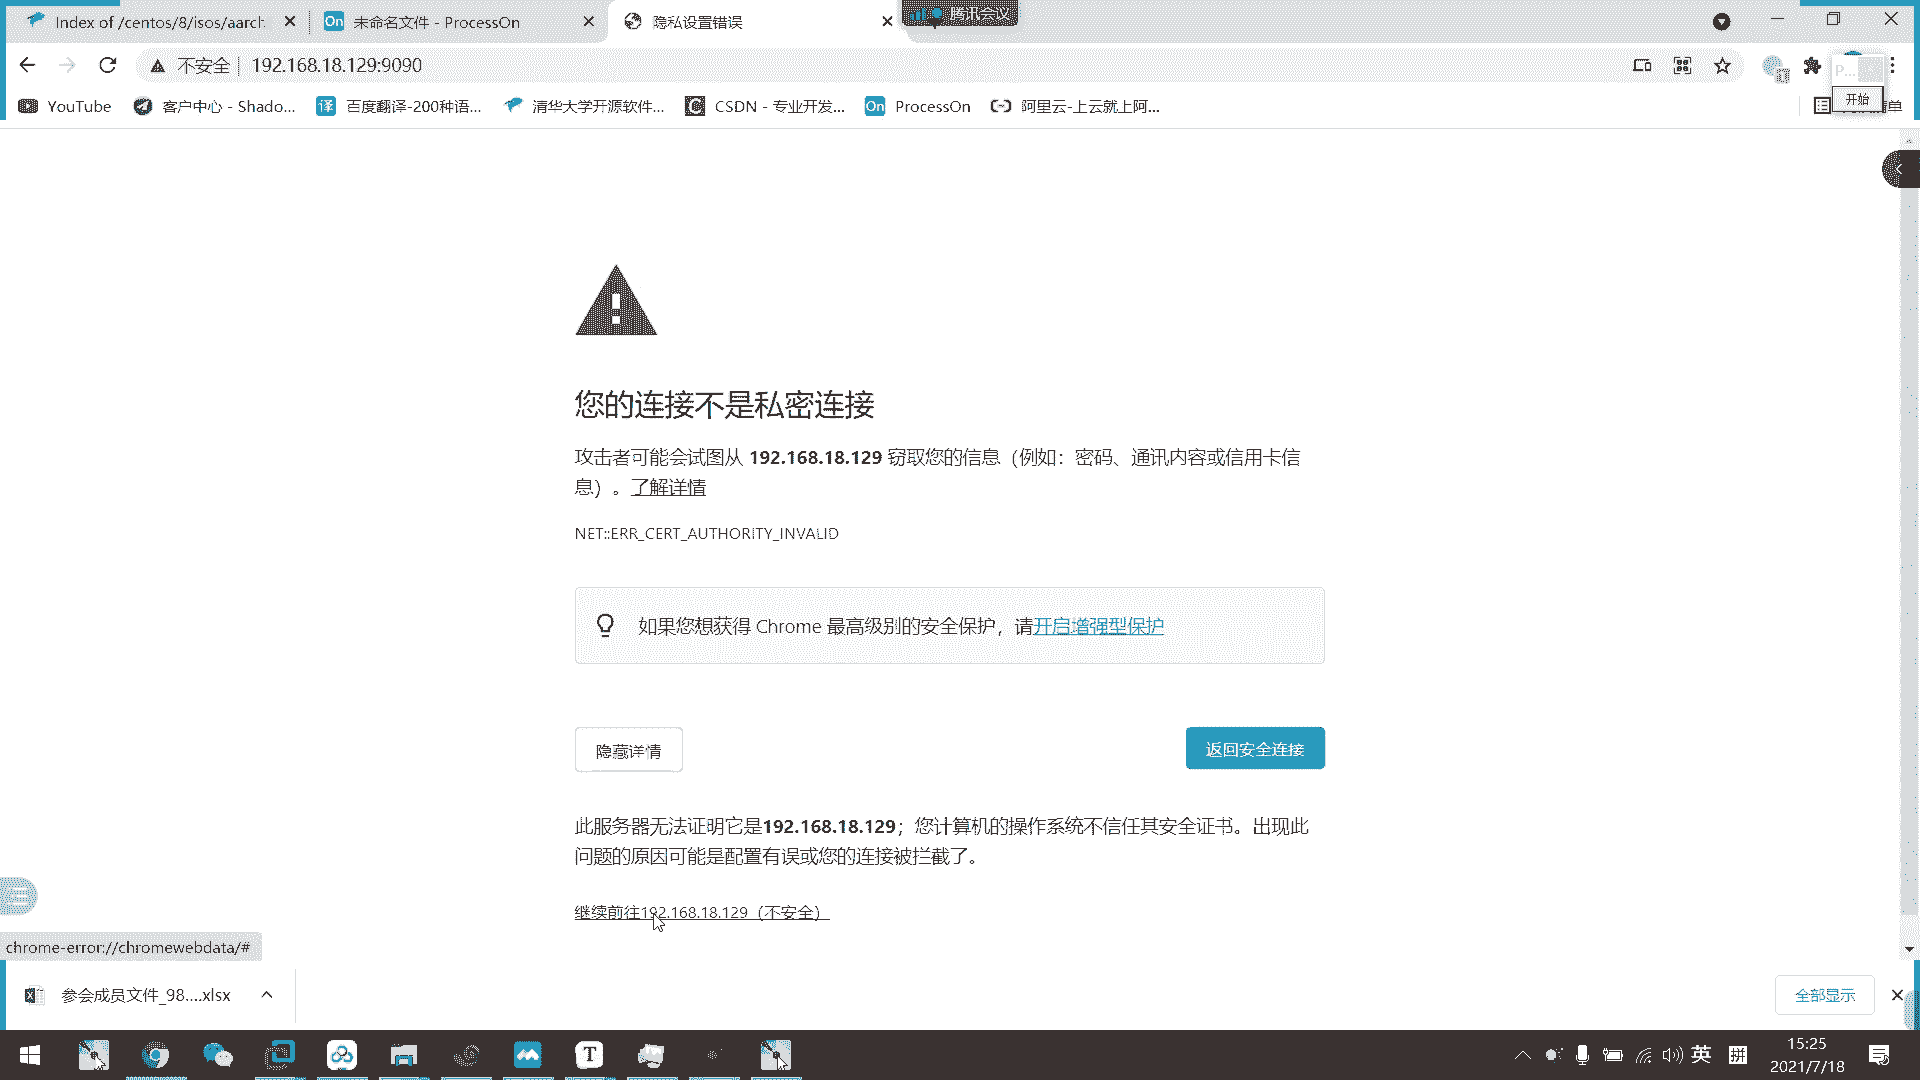 Index of /centos/8/isos/aarch
未命名文件 - ProcessOn
隐私设置错误
腾讯会议
不安全
192.168.18.129:9090
开始
YouTube
客户中心 - Shado...
百度翻译-200种语...
清华大学开源软件...
CSDN - 专业开发...
ProcessOn
阿里云-上云就上阿...
单
您的连接不是私密连接
攻击者可能会试图从 192.168.18.129 窃取您的信息（例如：密码、通讯内容或信用卡信
息）。了解详情
NET::ERR_CERT_AUTHORITY_INVALID
如果您想获得 Chrome 最高级别的安全保护，请开启增强型保护
隐藏详情
返回安全连接
此服务器无法证明它是192.168.18.129；您计算机的操作系统不信任其安全证书。出现此
问题的原因可能是配置有误或您的连接被拦截了。
继续前往192.168.18.129（不安全）
chrome-error://chromewebdata/#
参会成员文件_98....xlsx
全部显示
英
拼
15:25
2021/7/18